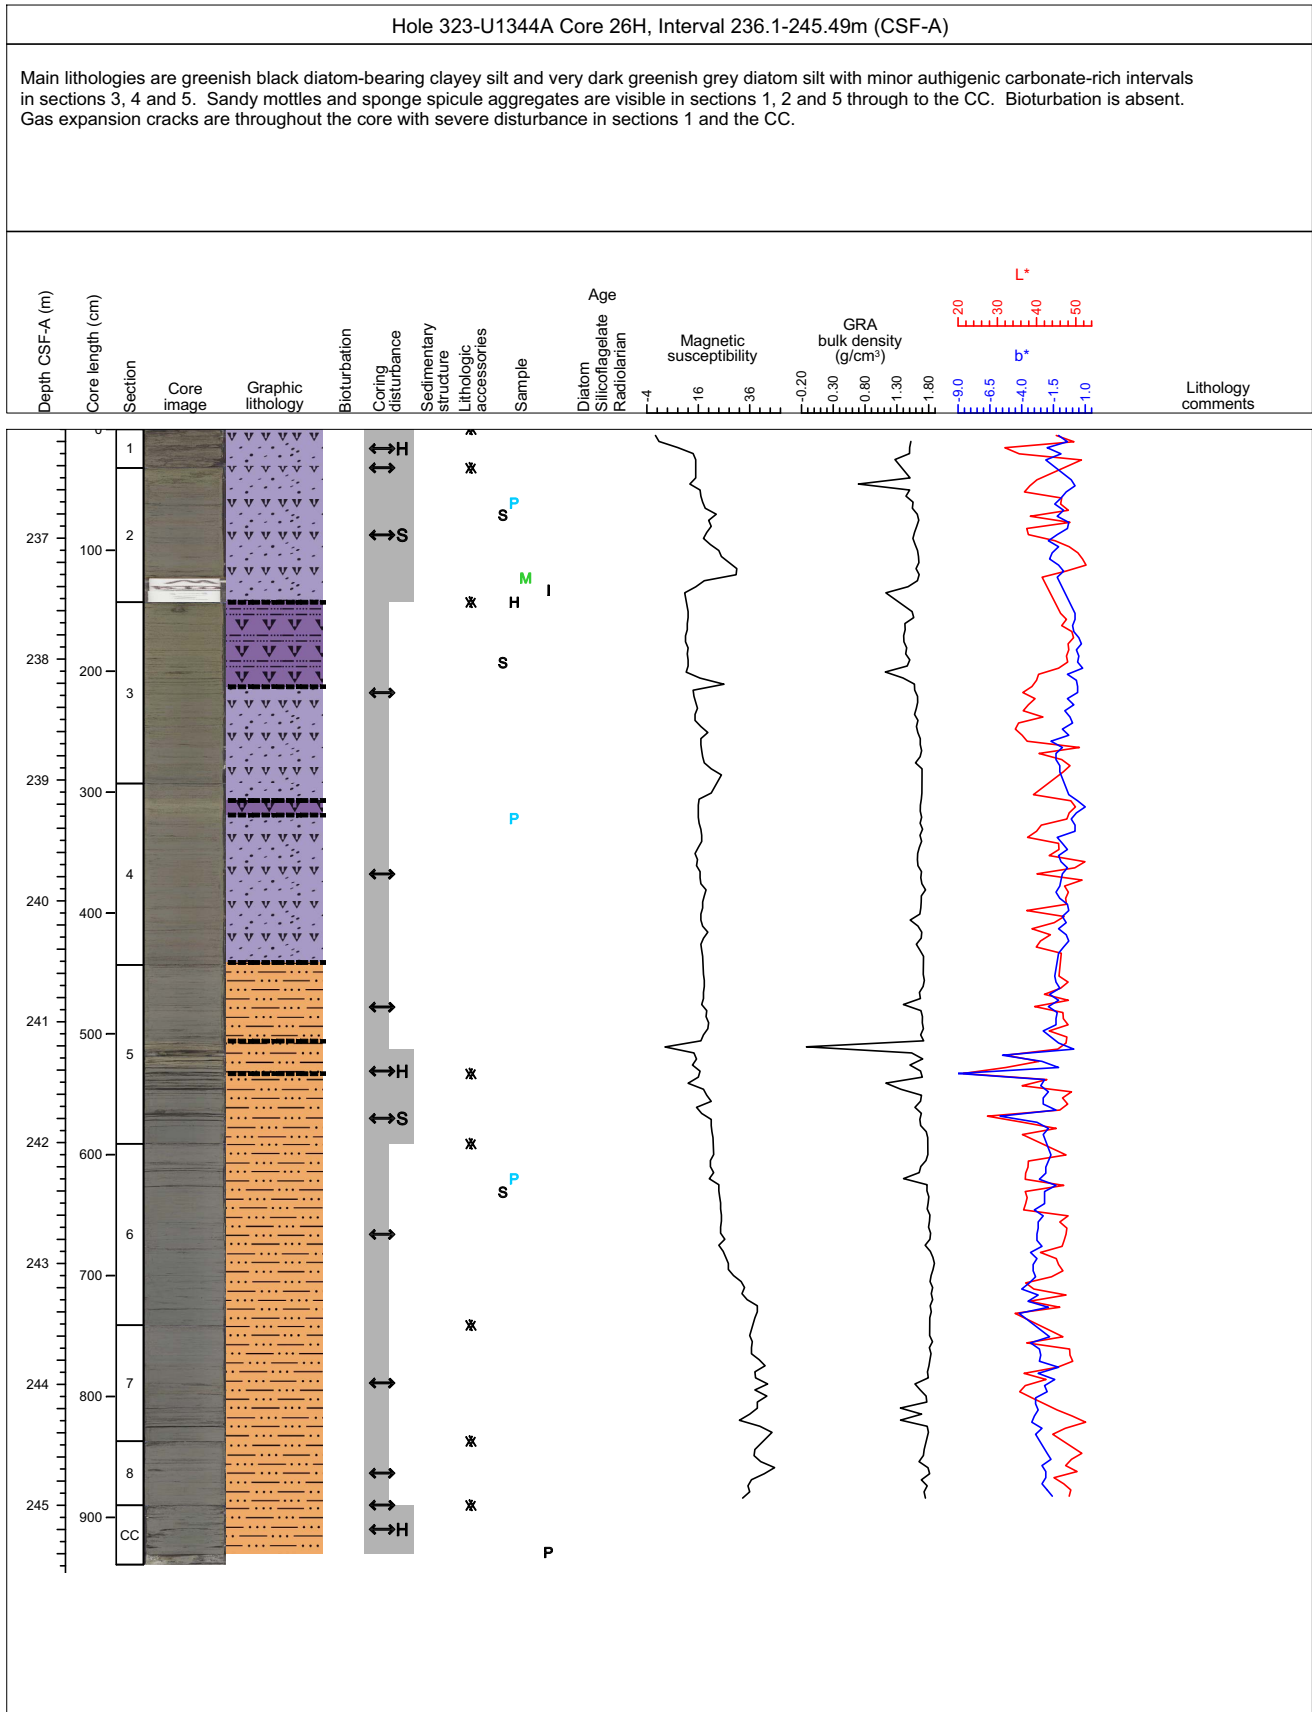 Hole 323-U1344A Core 26H, Interval 236.1-245.49m (CSF-A)
Main lithologies are greenish black diatom-bearing clayey silt and very dark greenish grey diatom silt with minor authigenic carbonate-rich intervals
in sections 3, 4 and 5.  Sandy mottles and sponge spicule aggregates are visible in sections 1, 2 and 5 through to the CC.  Bioturbation is absent.
Gas expansion cracks are throughout the core with severe disturbance in sections 1 and the CC.
Depth CSF-A (m)
Core length (cm)
Section
Core
image
Graphic
lithology
Bioturbation
Coring
disturbance
Sedimentary
structure
Lithologic
accessories
Sample
Age
Diatom
Silicoflagelate
Radiolarian
Magnetic
susceptibility
-4 16 36
GRA
bulk density
(g/cm³)
-0.20 0.30 0.80 1.30 1.80
L*
20 30 40 50
b*
-9.0 -6.5 -4.0 -1.5 1.0
Lithology
comments
0
1
H
P
S
237
2
S
100
M
I
H
238
S
200
3
239
300
P
4
240
400
241
500
5
H
S
242
600
P
S
6
243
700
244
7
800
8
245
900
CC
H
P